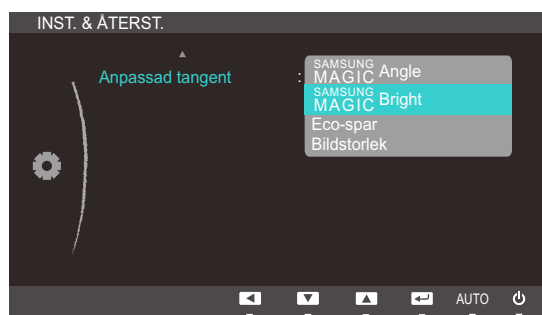 INST. & ÅTERST.
Anpassad tangent : SAMSUNG MAGIC Angle
SAMSUNG MAGIC Bright
Eco-spar
Bildstorlek
AUTO